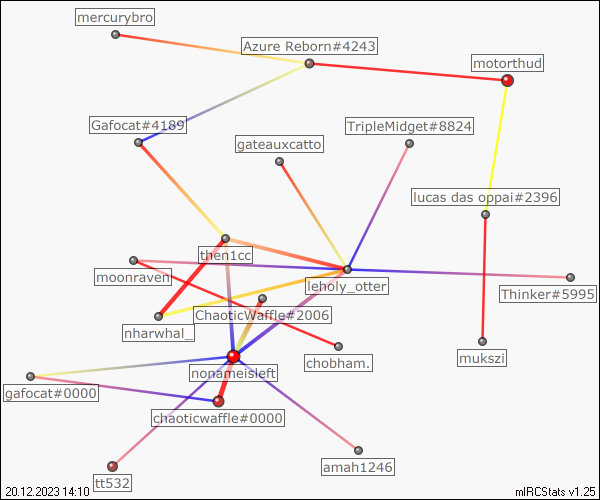 mercurybro
Azure Reborn#4243
motorthud
Gafocat#4189
TripleMidget#8824
gateauxcatto
lucas das oppai#2396
then1cc
moonraven
leholy_otter
Thinker#5995
ChaoticWaffle#2006
nharwhal_
mukszi
chobham.
nonameisleft
gafocat#0000
chaoticwaffle#0000
amah1246
tt532
20.12.2023 14:10
mIRCStats v1.25